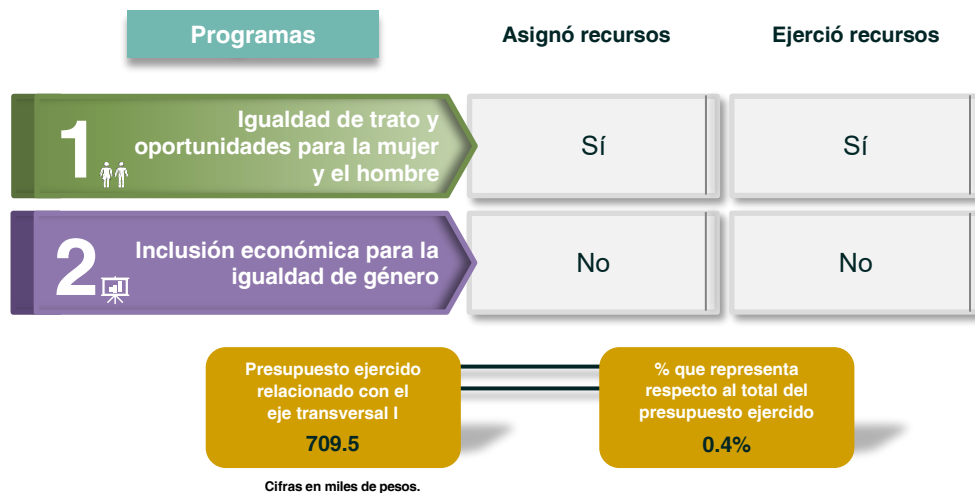 Programas
Asignó recursos
Ejerció recursos
1
Igualdad de trato y
oportunidades para la mujer
y el hombre
Sí
Sí
2
Inclusión económica para la
igualdad de género
No
No
Presupuesto ejercido
relacionado con el
eje transversal I
709.5
% que representa
respecto al total del
presupuesto ejercido
0.4%
Cifras en miles de pesos.